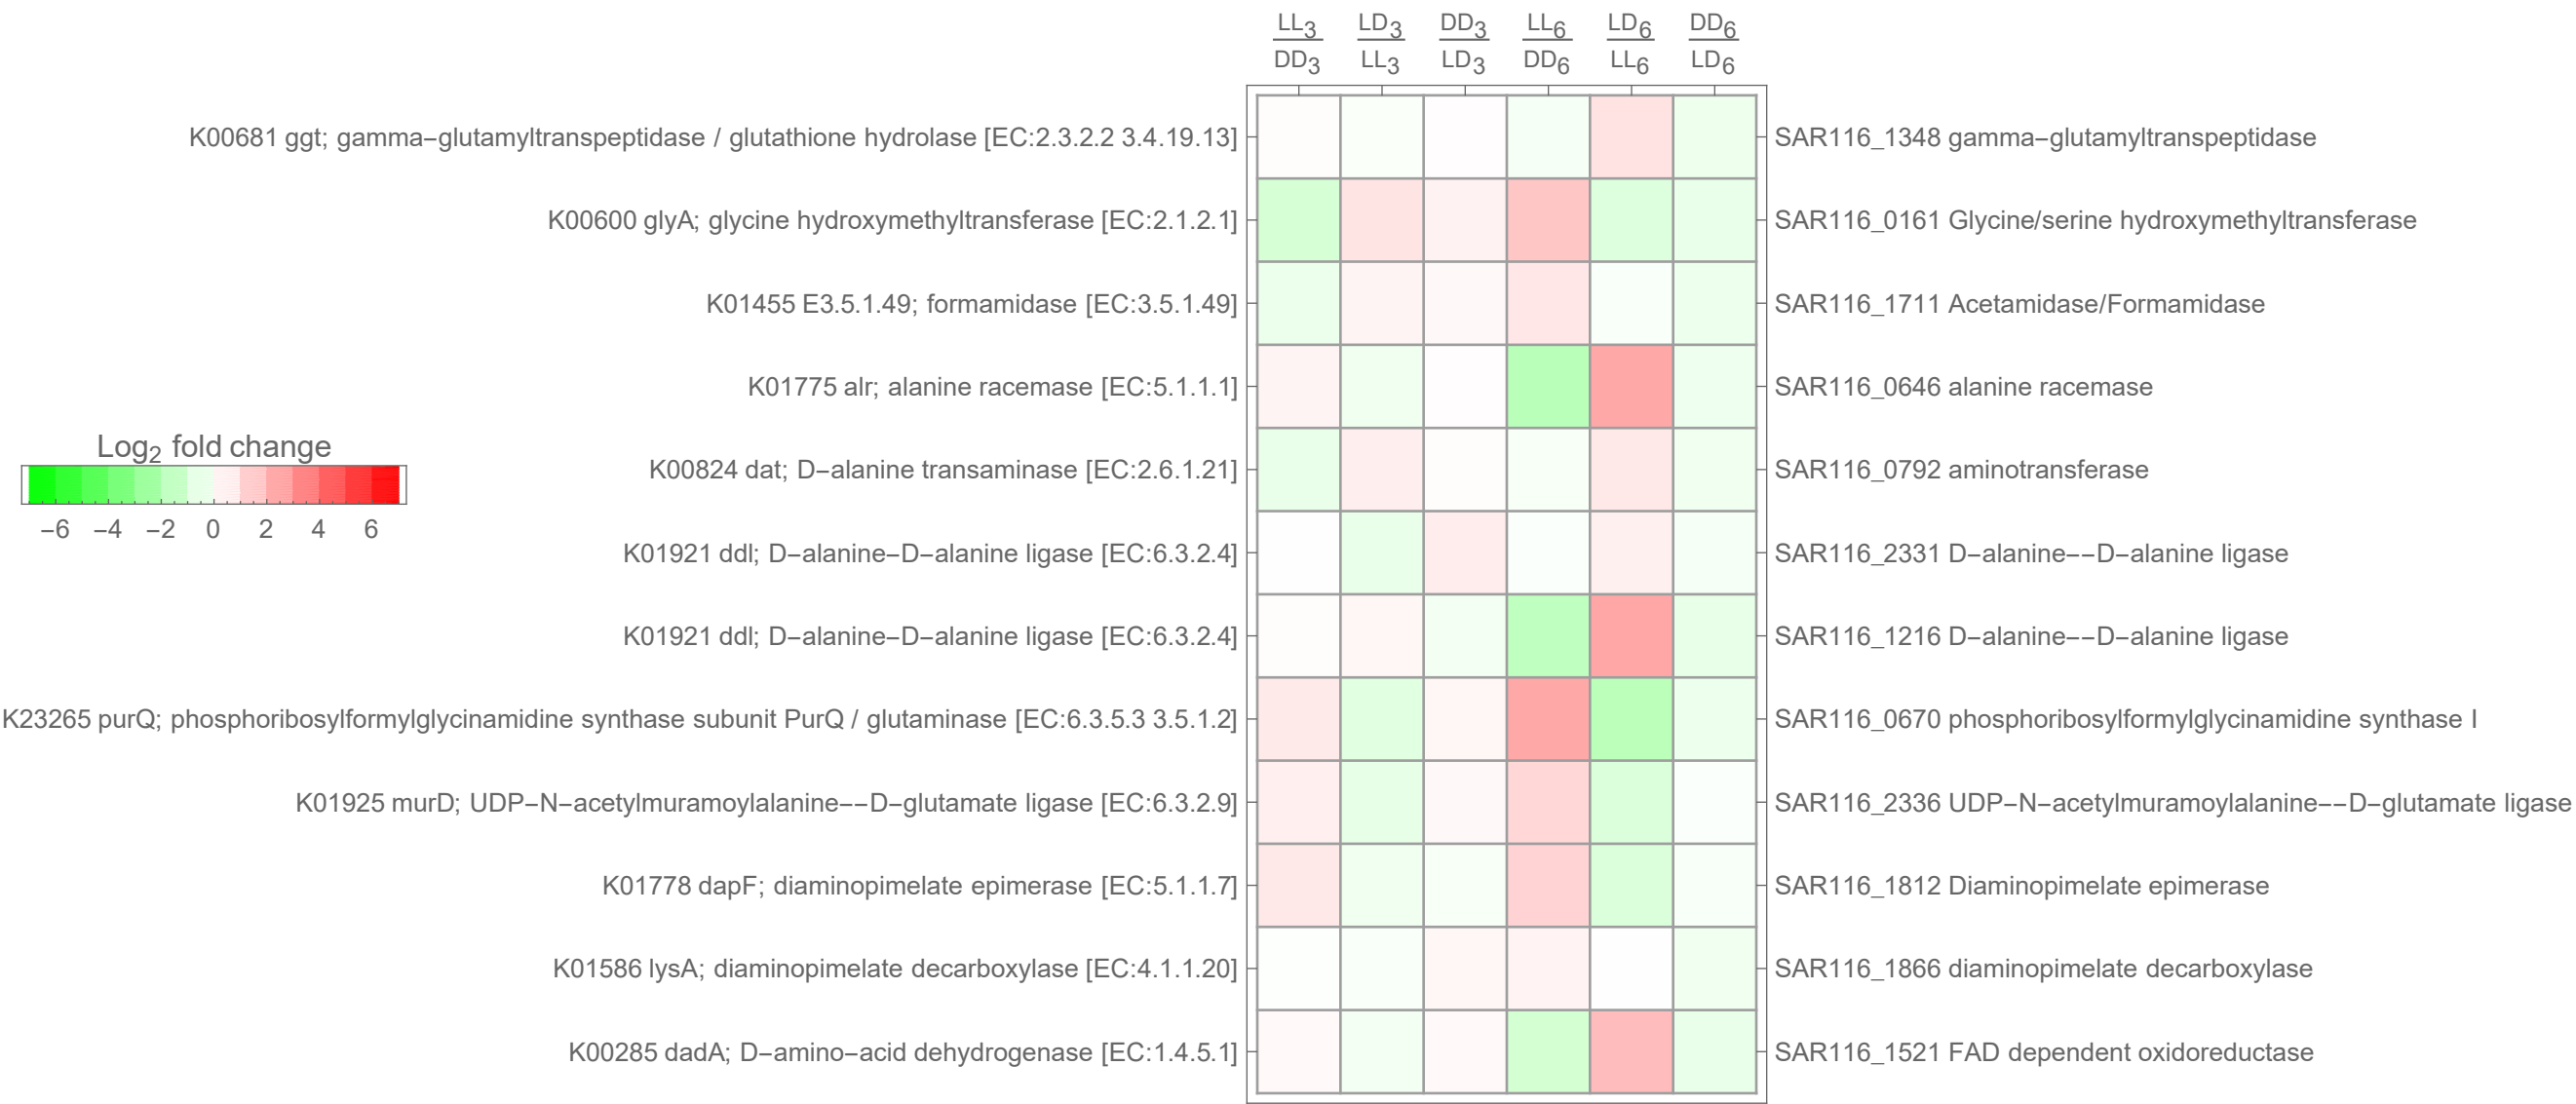 LL3 LD3 DD3 LL6 LD6 DD6
DD3 LL3 LD3 DD6 LL6 LD6
K00681 ggt; gamma−glutamyltranspeptidase / glutathione hydrolase [EC:2.3.2.2 3.4.19.13] SAR116_1348 gamma−glutamyltranspeptidase
K00600 glyA; glycine hydroxymethyltransferase [EC:2.1.2.1] SAR116_0161 Glycine/serine hydroxymethyltransferase
K01455 E3.5.1.49; formamidase [EC:3.5.1.49] SAR116_1711 Acetamidase/Formamidase
K01775 alr; alanine racemase [EC:5.1.1.1] SAR116_0646 alanine racemase
Log2 fold change
−6 −4 −2 0 2 4 6
K00824 dat; D−alanine transaminase [EC:2.6.1.21] SAR116_0792 aminotransferase
K01921 ddl; D−alanine−D−alanine ligase [EC:6.3.2.4] SAR116_2331 D−alanine−−D−alanine ligase
K01921 ddl; D−alanine−D−alanine ligase [EC:6.3.2.4] SAR116_1216 D−alanine−−D−alanine ligase
K23265 purQ; phosphoribosylformylglycinamidine synthase subunit PurQ / glutaminase [EC:6.3.5.3 3.5.1.2] SAR116_0670 phosphoribosylformylglycinamidine synthase I
K01925 murD; UDP−N−acetylmuramoylalanine−−D−glutamate ligase [EC:6.3.2.9] SAR116_2336 UDP−N−acetylmuramoylalanine−−D−glutamate ligase
K01778 dapF; diaminopimelate epimerase [EC:5.1.1.7] SAR116_1812 Diaminopimelate epimerase
K01586 lysA; diaminopimelate decarboxylase [EC:4.1.1.20] SAR116_1866 diaminopimelate decarboxylase
K00285 dadA; D−amino−acid dehydrogenase [EC:1.4.5.1] SAR116_1521 FAD dependent oxidoreductase